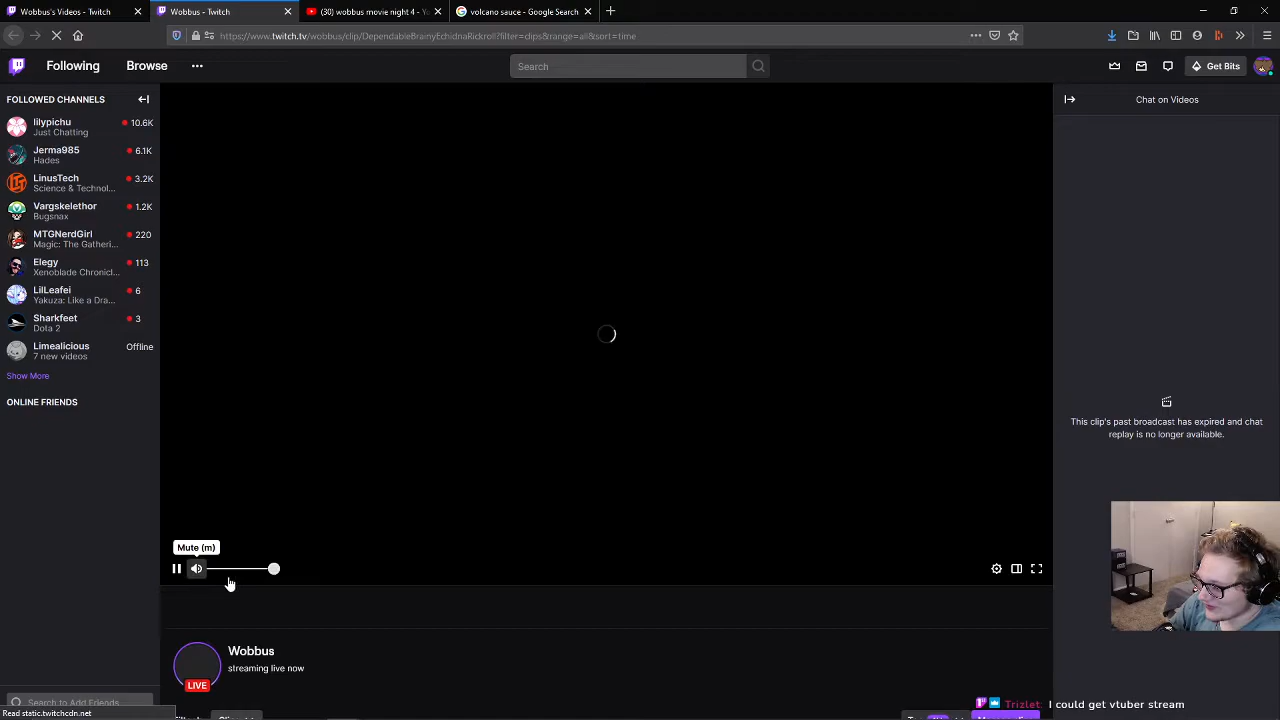 Wobbus's Videos - Twitch
Wobbus - Twitch
(30) wobbus movie night 4 - Yo
volcano sauce - Google Search
https://www.twitch.tv/wobbus/clip/DependableBrainyEchidnaRickroll?filter=clips&range=all&sort=time
Following
Browse
Search
Get Bits
FOLLOWED CHANNELS
lilypichu
10.6K
Just Chatting
Jerma985
6.1K
Hades
LinusTech
3.2K
Science & Technol...
Vargskelethor
1.2K
Bugsnax
MTGNerdGirl
220
Magic: The Gatheri...
Elegy
113
Xenoblade Chronicl...
LilLeafei
6
Yakuza: Like a Dra...
Sharkfeet
3
Dota 2
Limealicious
Offline
7 new videos
Show More
ONLINE FRIENDS
Search to Add Friends
Read static.twitchcdn.net
Mute (m)
Wobbus
streaming live now
LIVE
Chat on Videos
This clip's past broadcast has expired and chat
replay is no longer available.
Trizlet: I could get vtuber stream